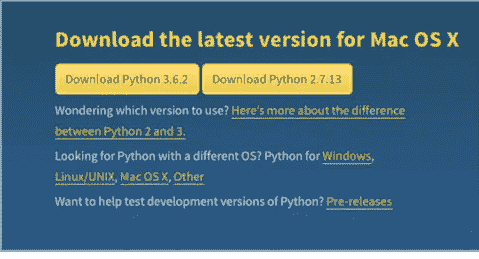 Download the latest version for Mac OS X
Download Python 3.6.2 Download Python 2.7.13
Wondering which version to use? Here's more about the difference
between Python 2 and 3.
Looking for Python with a different OS? Python for Windows,
Linux/UNIX, Mac OS X, Other
Want to help test development versions of Python? Pre-releases